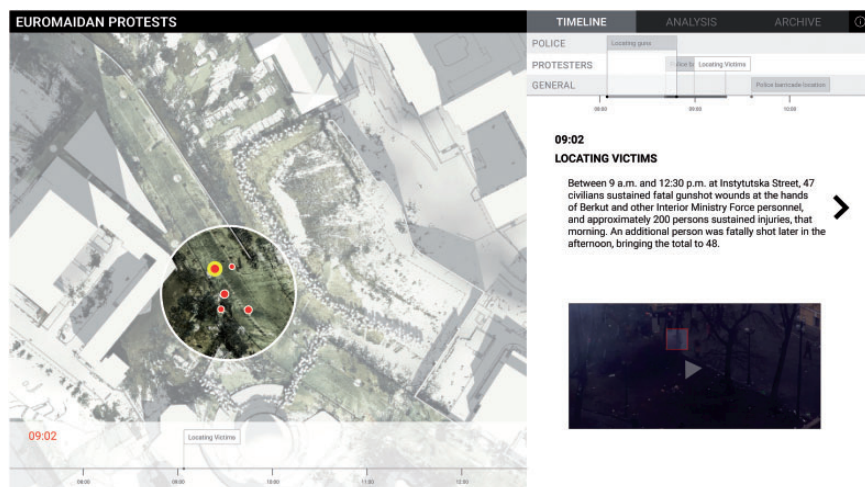 EUROMAIDAN PROTESTS
TIMELINE
ANALYSIS
ARCHIVE
POLICE
Locating guns
PROTESTERS
Locating Victims
GENERAL
Police barricade location
09:00
10:00
09:02
LOCATING VICTIMS
Between 9 a.m. and 12:30 p.m. at Instytutska Street, 47
civilians sustained fatal gunshot wounds at the hands
of Berkut and other Interior Ministry Force personnel,
and approximately 200 persons sustained injuries, that
morning. An additional person was fatally shot later in the
afternoon, bringing the total to 48.
09:02
Locating Victims
08:00
09:00
10:00
11:00
12:00